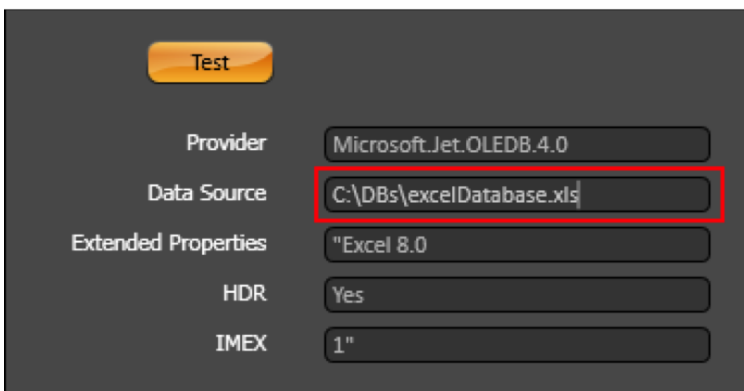 Test
Provider Microsoft.Jet.OLEDB.4.0
Data Source C:\DBs\excelDatabase.xls
Extended Properties "Excel 8.0
HDR Yes
IMEX 1"